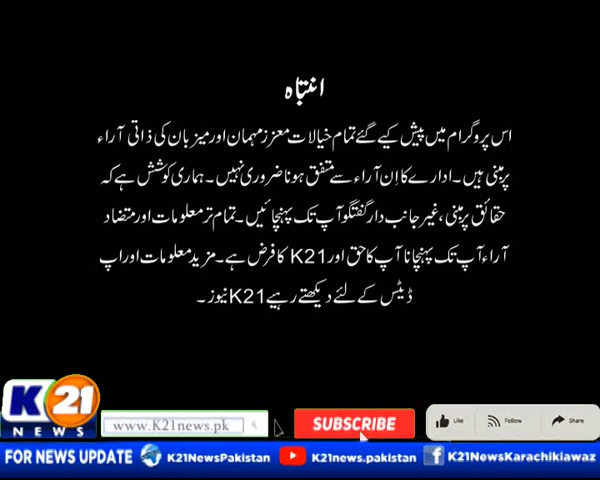 انتباہ
اس پروگرام میں پیش کیے گئے تمام خیالات معزز مہمان اور میزبان کی ذاتی آراء
پر مبنی ہیں۔ ادارے کا اِن آراء سے متفق ہونا ضروری نہیں۔ ہماری کوشش ہے کہ
حقائق پر مبنی، غیر جانب دار گفتگو آپ تک پہنچائیں۔ تمام تر معلومات اور متضاد
آراء آپ تک پہنچانا آپ کا حق اور K21 کا فرض ہے۔ مزید معلومات اور اپ
ڈیٹس کے لئے دیکھتے رہیے K21 نیوز۔
K21
NEWS
www.K21news.pk
SUBSCRIBE
Like
Follow
Share
FOR NEWS UPDATE K21NewsPakistan K21news.pakistan K21NewsKarachikiawaz